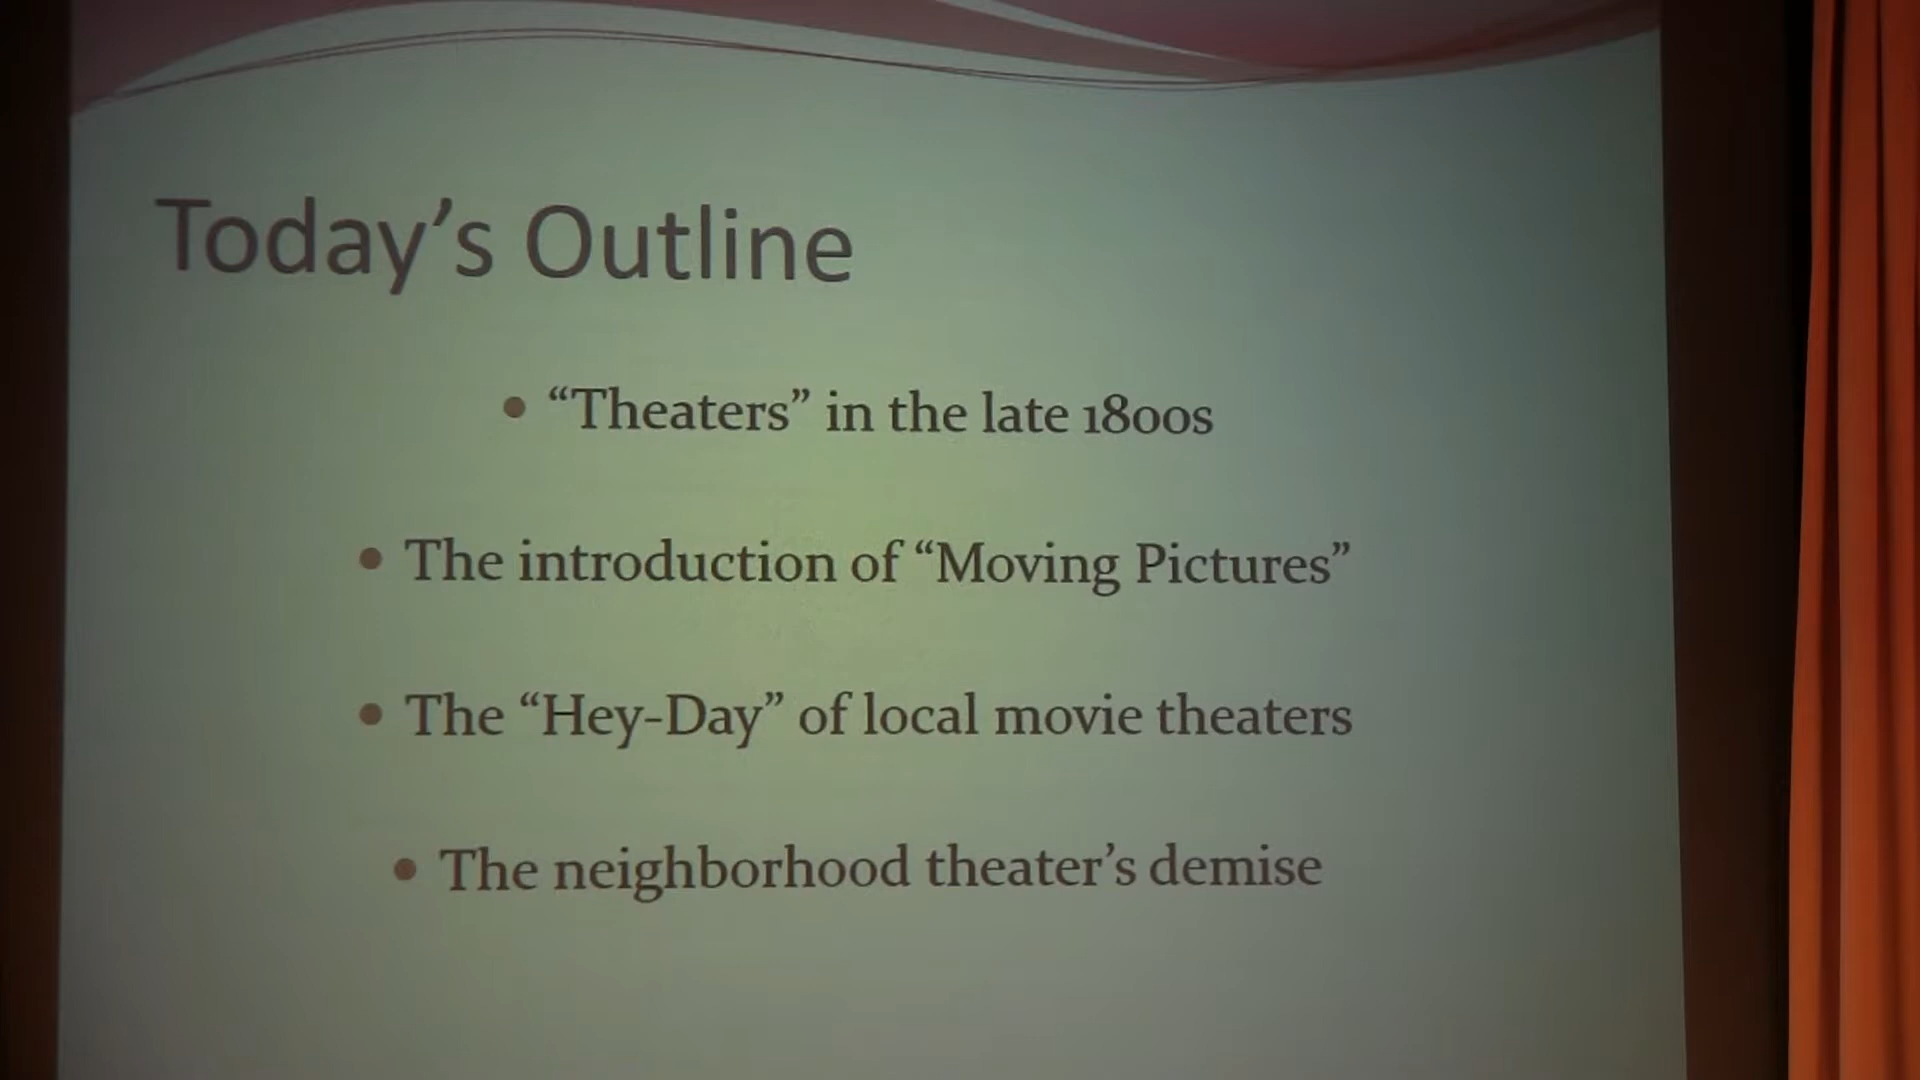 Today’s Outline
• “Theaters” in the late 1800s
• The introduction of “Moving Pictures”
• The “Hey-Day” of local movie theaters
• The neighborhood theater’s demise